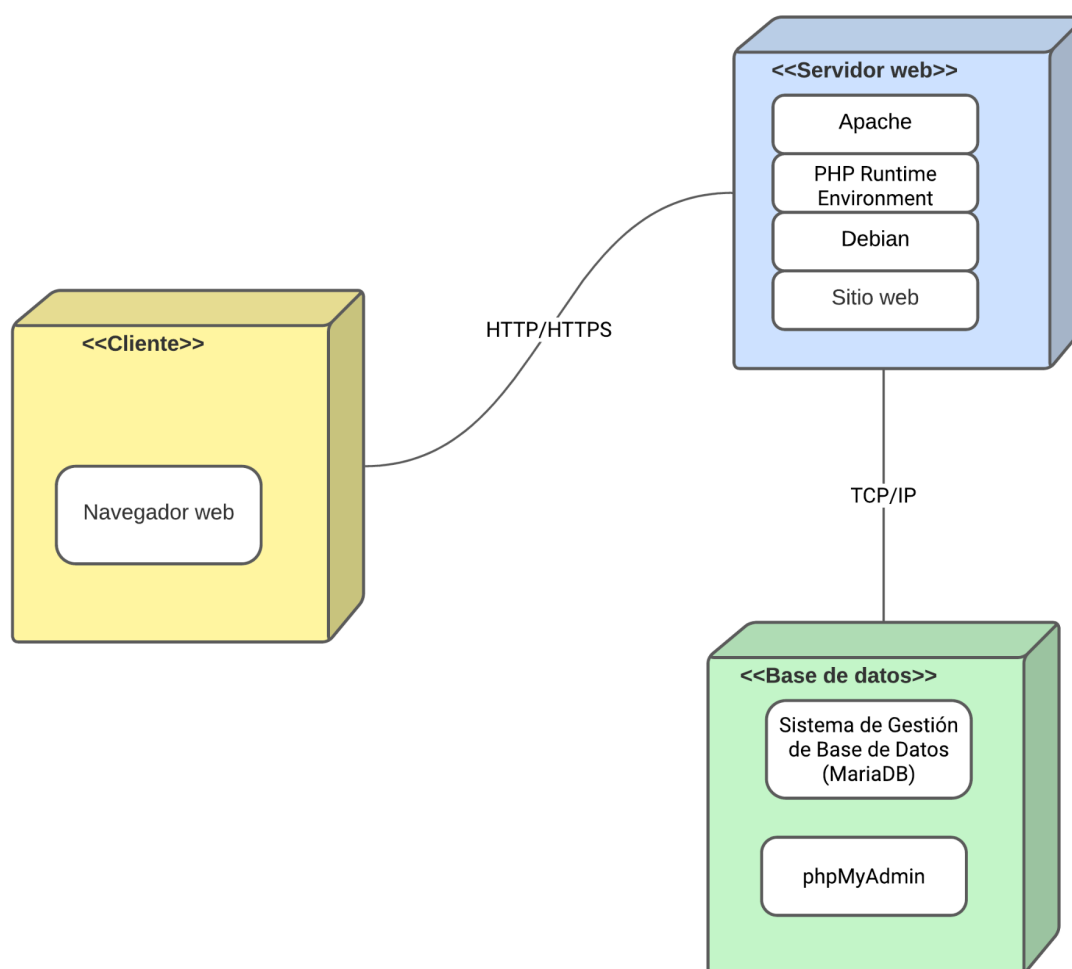 <<Servidor web>>
Apache
PHP Runtime
Environment
Debian
Sitio web
HTTP/HTTPS
<<Cliente>>
Navegador web
TCP/IP
<<Base de datos>>
Sistema de Gestión
de Base de Datos
(MariaDB)
phpMyAdmin